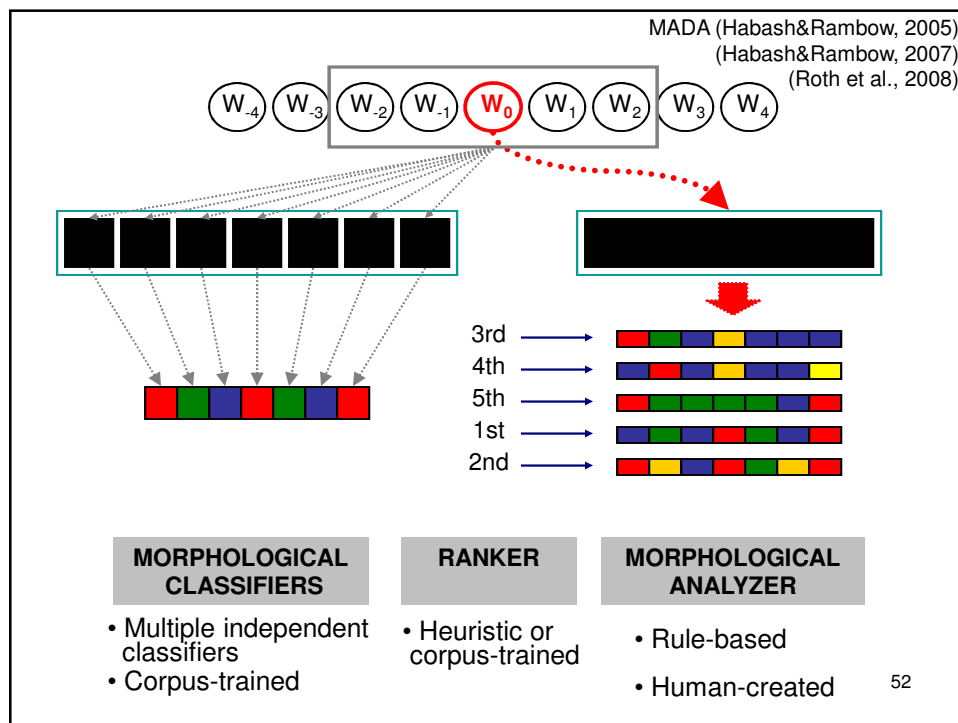 MADA (Habash&Rambow, 2005)
(Habash&Rambow, 2007)
(Roth et al., 2008)
W-4 W-3 W-2 W-1 W0 W1 W2 W3 W4
3rd
4th
5th
1st
2nd
MORPHOLOGICAL
CLASSIFIERS
• Multiple independent
classifiers
• Corpus-trained
RANKER
• Heuristic or
corpus-trained
MORPHOLOGICAL
ANALYZER
• Rule-based
• Human-created
52